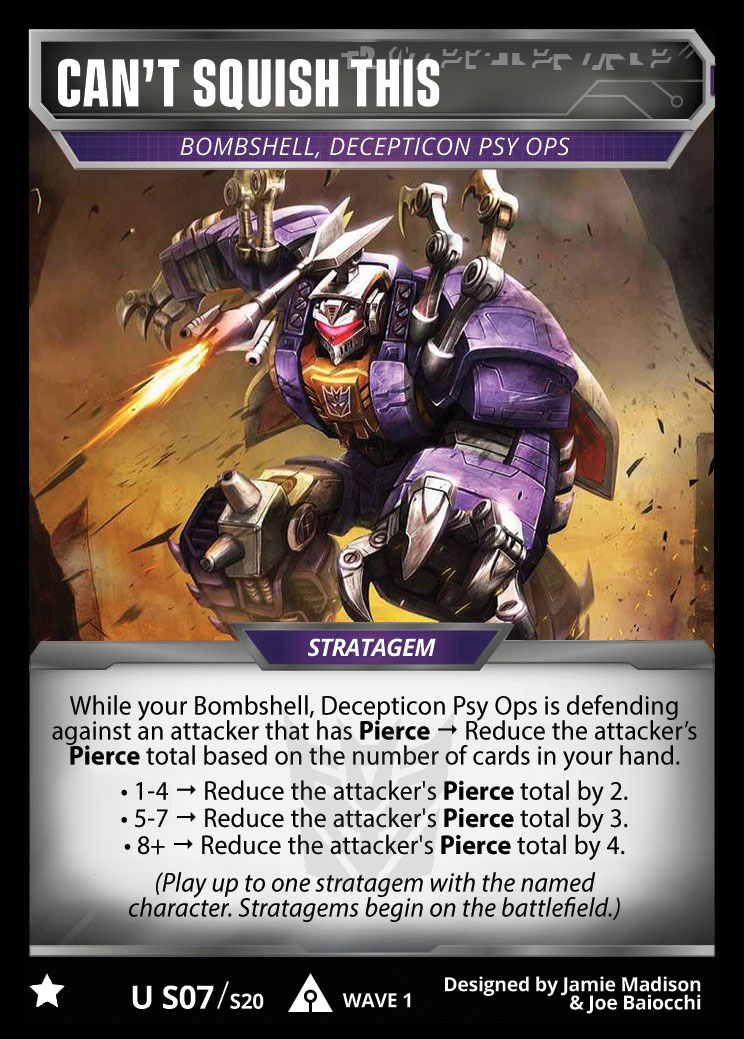 CAN'T SQUISH THIS
BOMBSHELL, DECEPTICON PSY OPS
STRATAGEM
While your Bombshell, Decepticon Psy Ops is defending
against an attacker that has Pierce → Reduce the attacker's
Pierce total based on the number of cards in your hand.
• 1-4 → Reduce the attacker's Pierce total by 2.
• 5-7 → Reduce the attacker's Pierce total by 3.
• 8+ → Reduce the attacker's Pierce total by 4.
(Play up to one stratagem with the named
character. Stratagems begin on the battlefield.)
U S07/S20 WAVE 1
Designed by Jamie Madison
& Joe Baiocchi